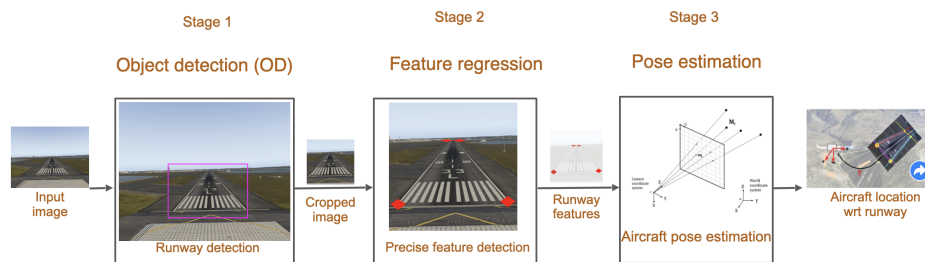 Stage 1
Stage 2
Stage 3
Object detection (OD)
Feature regression
Pose estimation
Input
image
Runway detection
Cropped
image
Precise feature detection
Runway
features
Camera
coordinate
system
World
coordinate
system
Aircraft pose estimation
Aircraft location
wrt runway